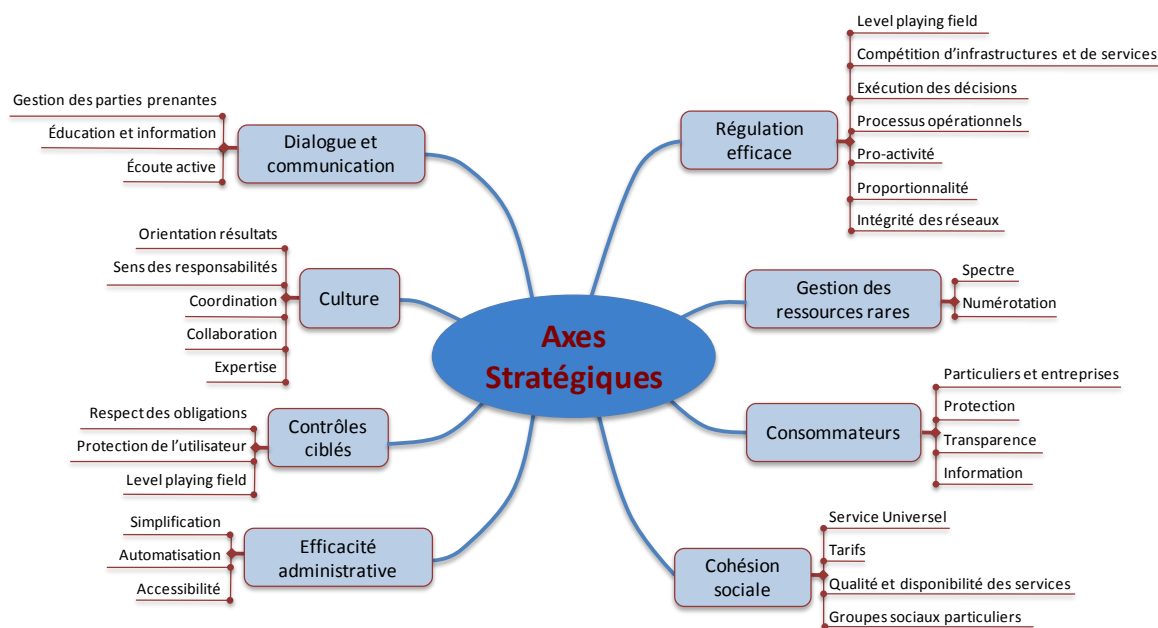 Axes
Stratégiques
Dialogue et
communication
Gestion des parties prenantes
Éducation et information
Écoute active
Culture
Orientation résultats
Sens des responsabilités
Coordination
Collaboration
Expertise
Contrôles
ciblés
Respect des obligations
Protection de l'utilisateur
Level playing field
Efficacité
administrative
Simplification
Automatisation
Accessibilité
Régulation
efficace
Level playing field
Compétition d'infrastructures et de services
Exécution des décisions
Processus opérationnels
Pro-activité
Proportionnalité
Intégrité des réseaux
Gestion des
ressources rares
Spectre
Numérotation
Consommateurs
Particuliers et entreprises
Protection
Transparence
Information
Cohésion
sociale
Service Universel
Tarifs
Qualité et disponibilité des services
Groupes sociaux particuliers